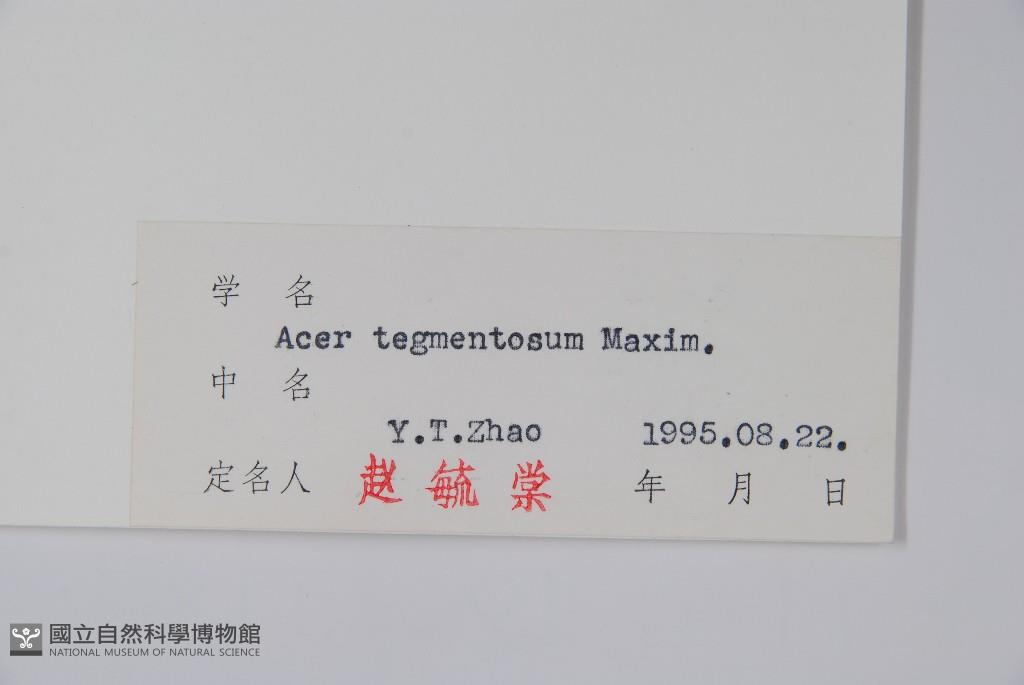 学 名
Acer tegmentosum Maxim.
中 名
Y.T.Zhao 1995.08.22.
定名人 赵毓棠 年 月 日
國立自然科學博物館
NATIONAL MUSEUM OF NATURAL SCIENCE